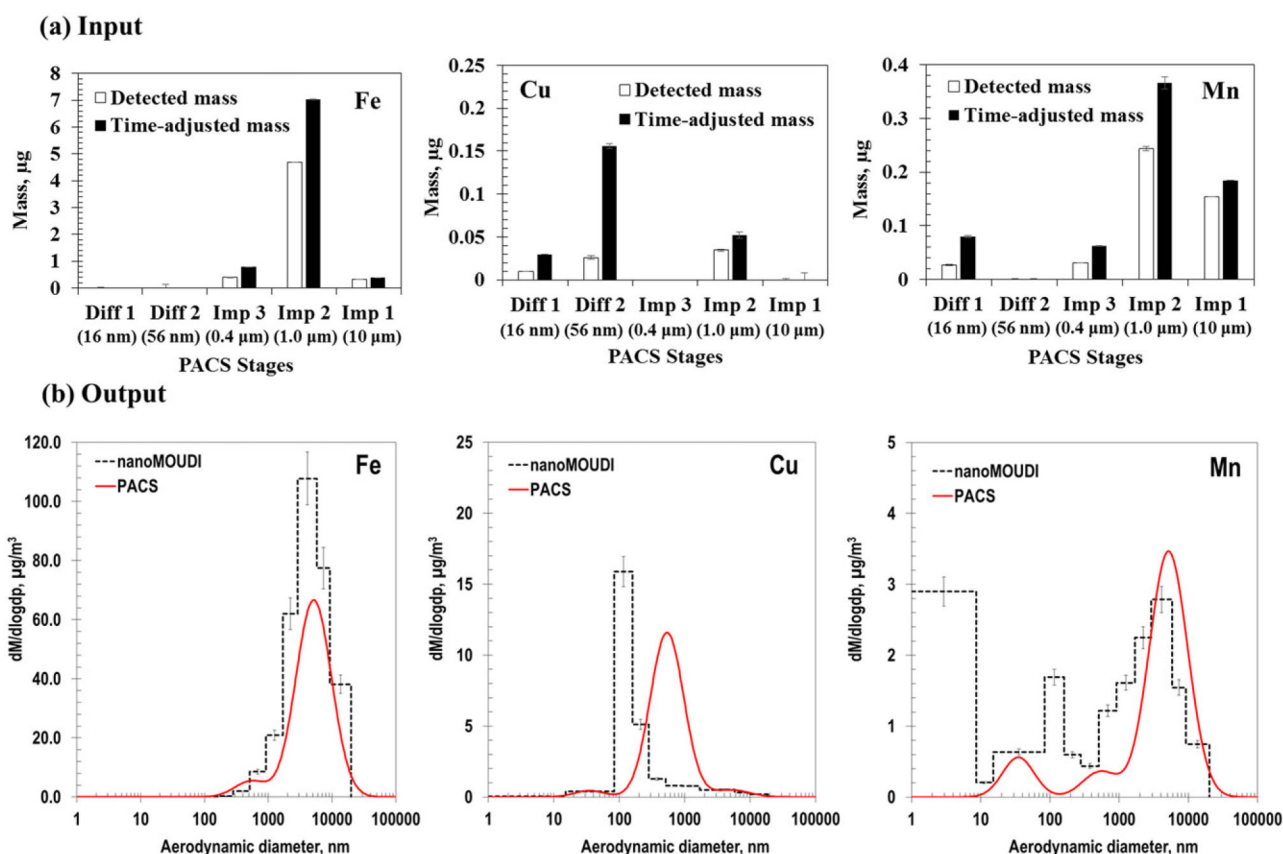 (a) Input
8
7
6
5
4
3
2
1
0
Mass, µg
Detected mass
Time-adjusted mass
Fe
Diff 1 Diff 2 Imp 3 Imp 2 Imp 1
(16 nm) (56 nm) (0.4 µm) (1.0 µm) (10 µm)
PACS Stages
0.25
0.2
0.15
0.1
0.05
0
Mass, µg
Cu
Detected mass
Time-adjusted mass
Diff 1 Diff 2 Imp 3 Imp 2 Imp 1
(16 nm) (56 nm) (0.4 µm) (1.0 µm) (10 µm)
PACS Stages
0.4
0.3
0.2
0.1
0
Mass, µg
Detected mass
Time-adjusted mass
Mn
Diff 1 Diff 2 Imp 3 Imp 2 Imp 1
(16 nm) (56 nm) (0.4 µm) (1.0 µm) (10 µm)
PACS Stages
(b) Output
120.0
100.0
80.0
60.0
40.0
20.0
0.0
dM/dlogdp, µg/m³
nanoMOUDI
PACS
Fe
1 10 100 1000 10000 100000
Aerodynamic diameter, nm
25
20
15
10
5
0
dM/dlogdp, µg/m³
nanoMOUDI
PACS
Cu
1 10 100 1000 10000 100000
Aerodynamic diameter, nm
5
4
3
2
1
0
dM/dlogdp, µg/m³
nanoMOUDI
PACS
Mn
1 10 100 1000 10000 100000
Aerodynamic diameter, nm